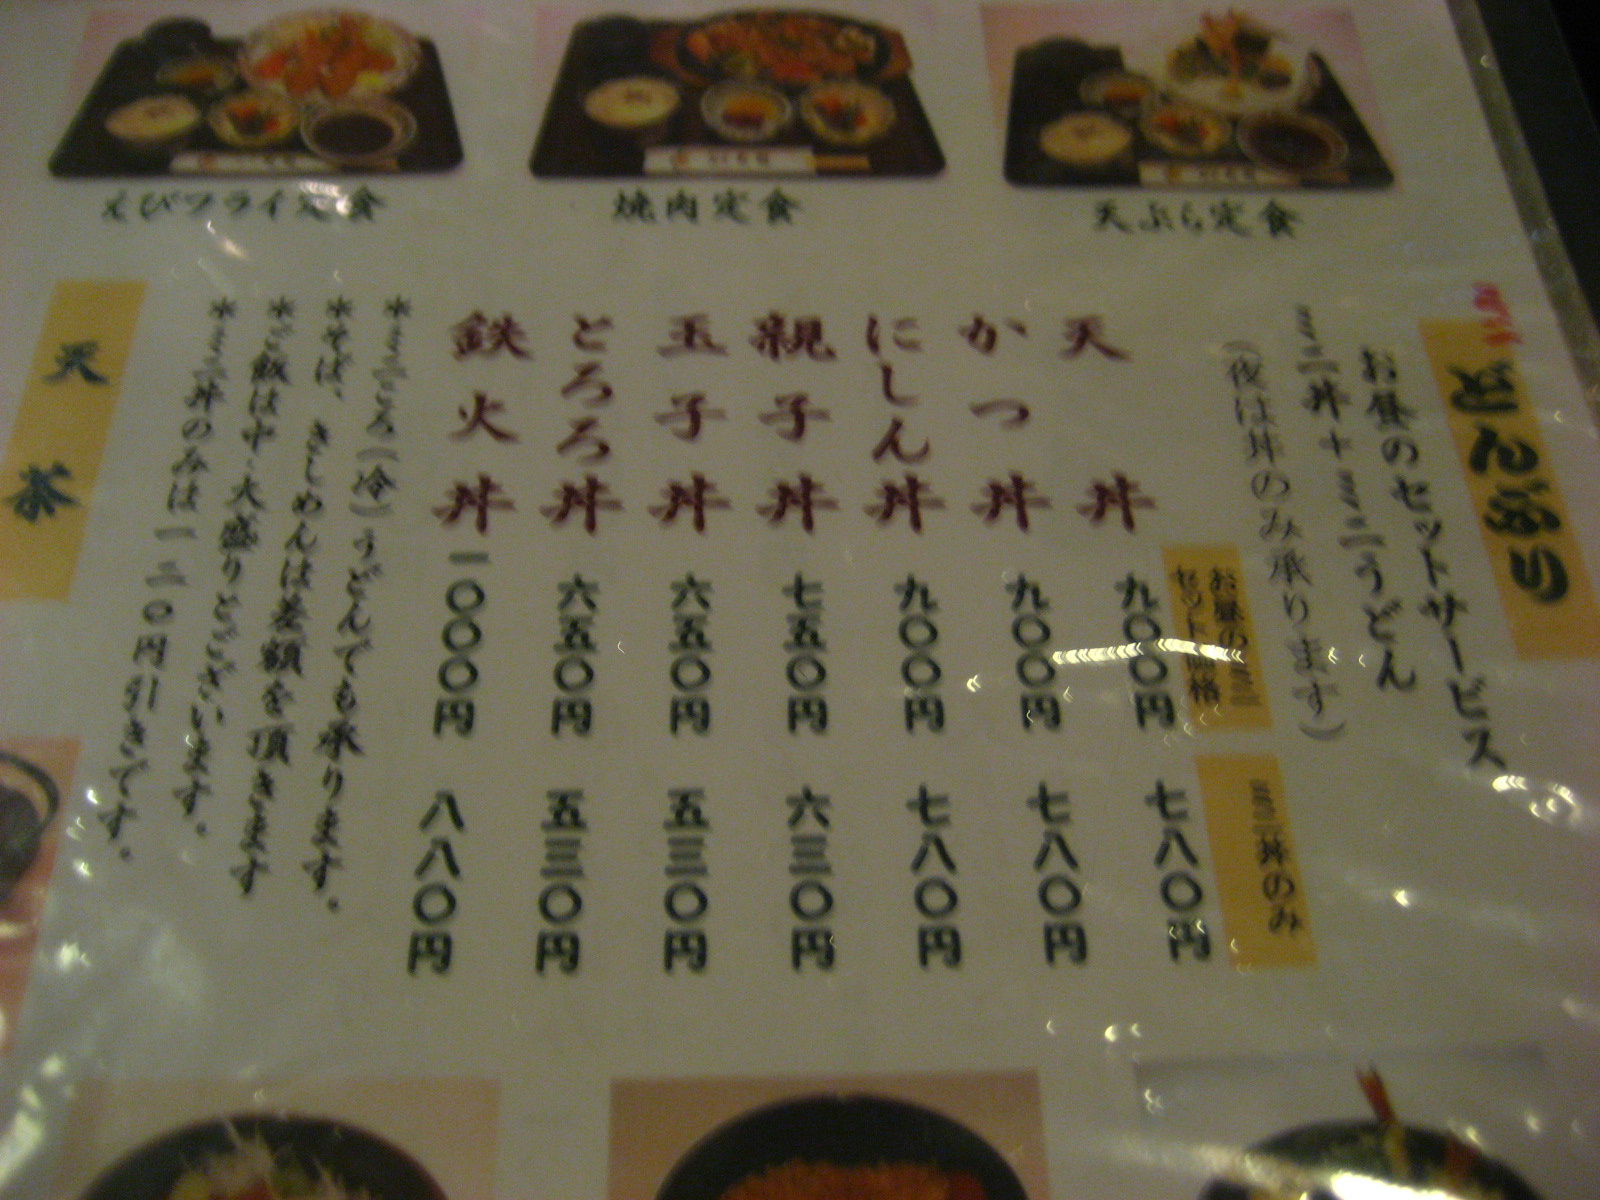 えびフライ定食
焼肉定食
天ぷら定食
ミニ
どんぶり
お昼のセットサービス
ミニ丼+ミニうどん
(夜は丼のみ承ります)
お昼のミニ
セット価格
ミニ丼のみ
天丼 九〇〇円 七八〇円
かつ丼 九〇〇円 七八〇円
にしん丼 九〇〇円 七八〇円
親子丼 七五〇円 六三〇円
玉子丼 六五〇円 五三〇円
とろろ丼 六五〇円 五三〇円
鉄火丼 一〇〇〇円 八八〇円
*ミニころ(冷)うどんでも承ります。
*そば、きしめんは差額を頂きます
*ご飯は中・大盛りもございます。
*ミニ丼のみは一二〇円引きです。
天茶